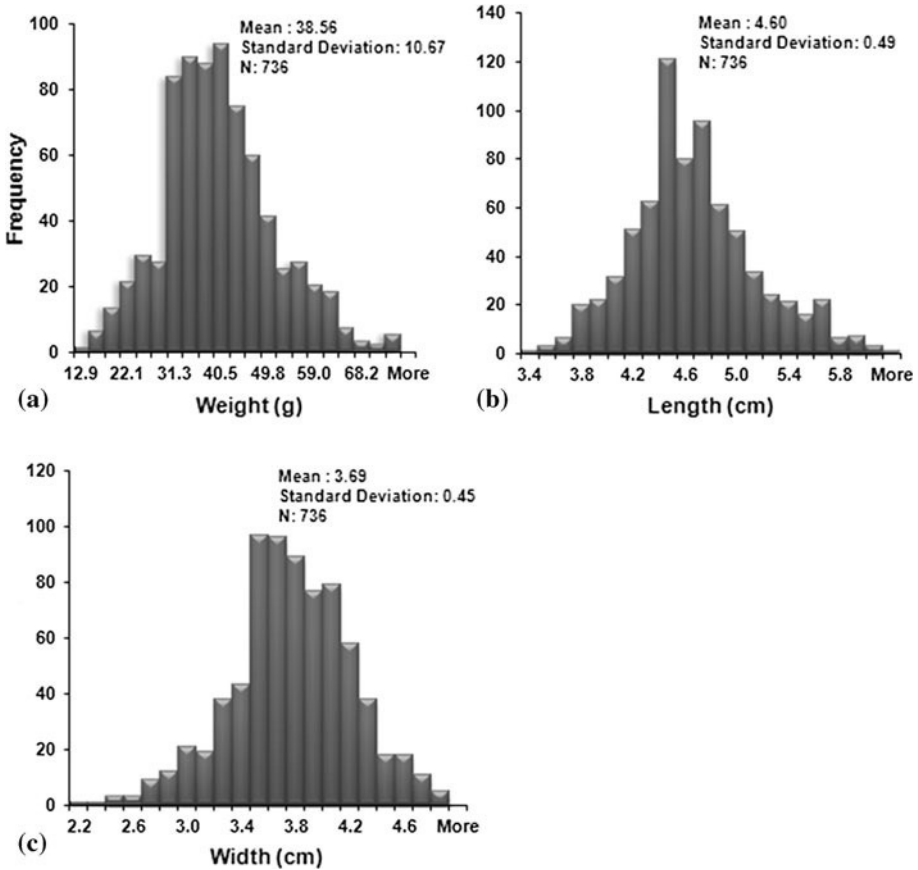 Mean : 38.56
Standard Deviation: 10.67
N: 736
100
80
60
40
20
0
Frequency
12.9 22.1 31.3 40.5 49.8 59.0 68.2 More
(a)
Weight (g)
Mean : 4.60
Standard Deviation: 0.49
N: 736
140
120
100
80
60
40
20
0
3.4 3.8 4.2 4.6 5.0 5.4 5.8 More
(b)
Length (cm)
Mean : 3.69
Standard Deviation: 0.45
N: 736
120
100
80
60
40
20
0
2.2 2.6 3.0 3.4 3.8 4.2 4.6 More
(c)
Width (cm)